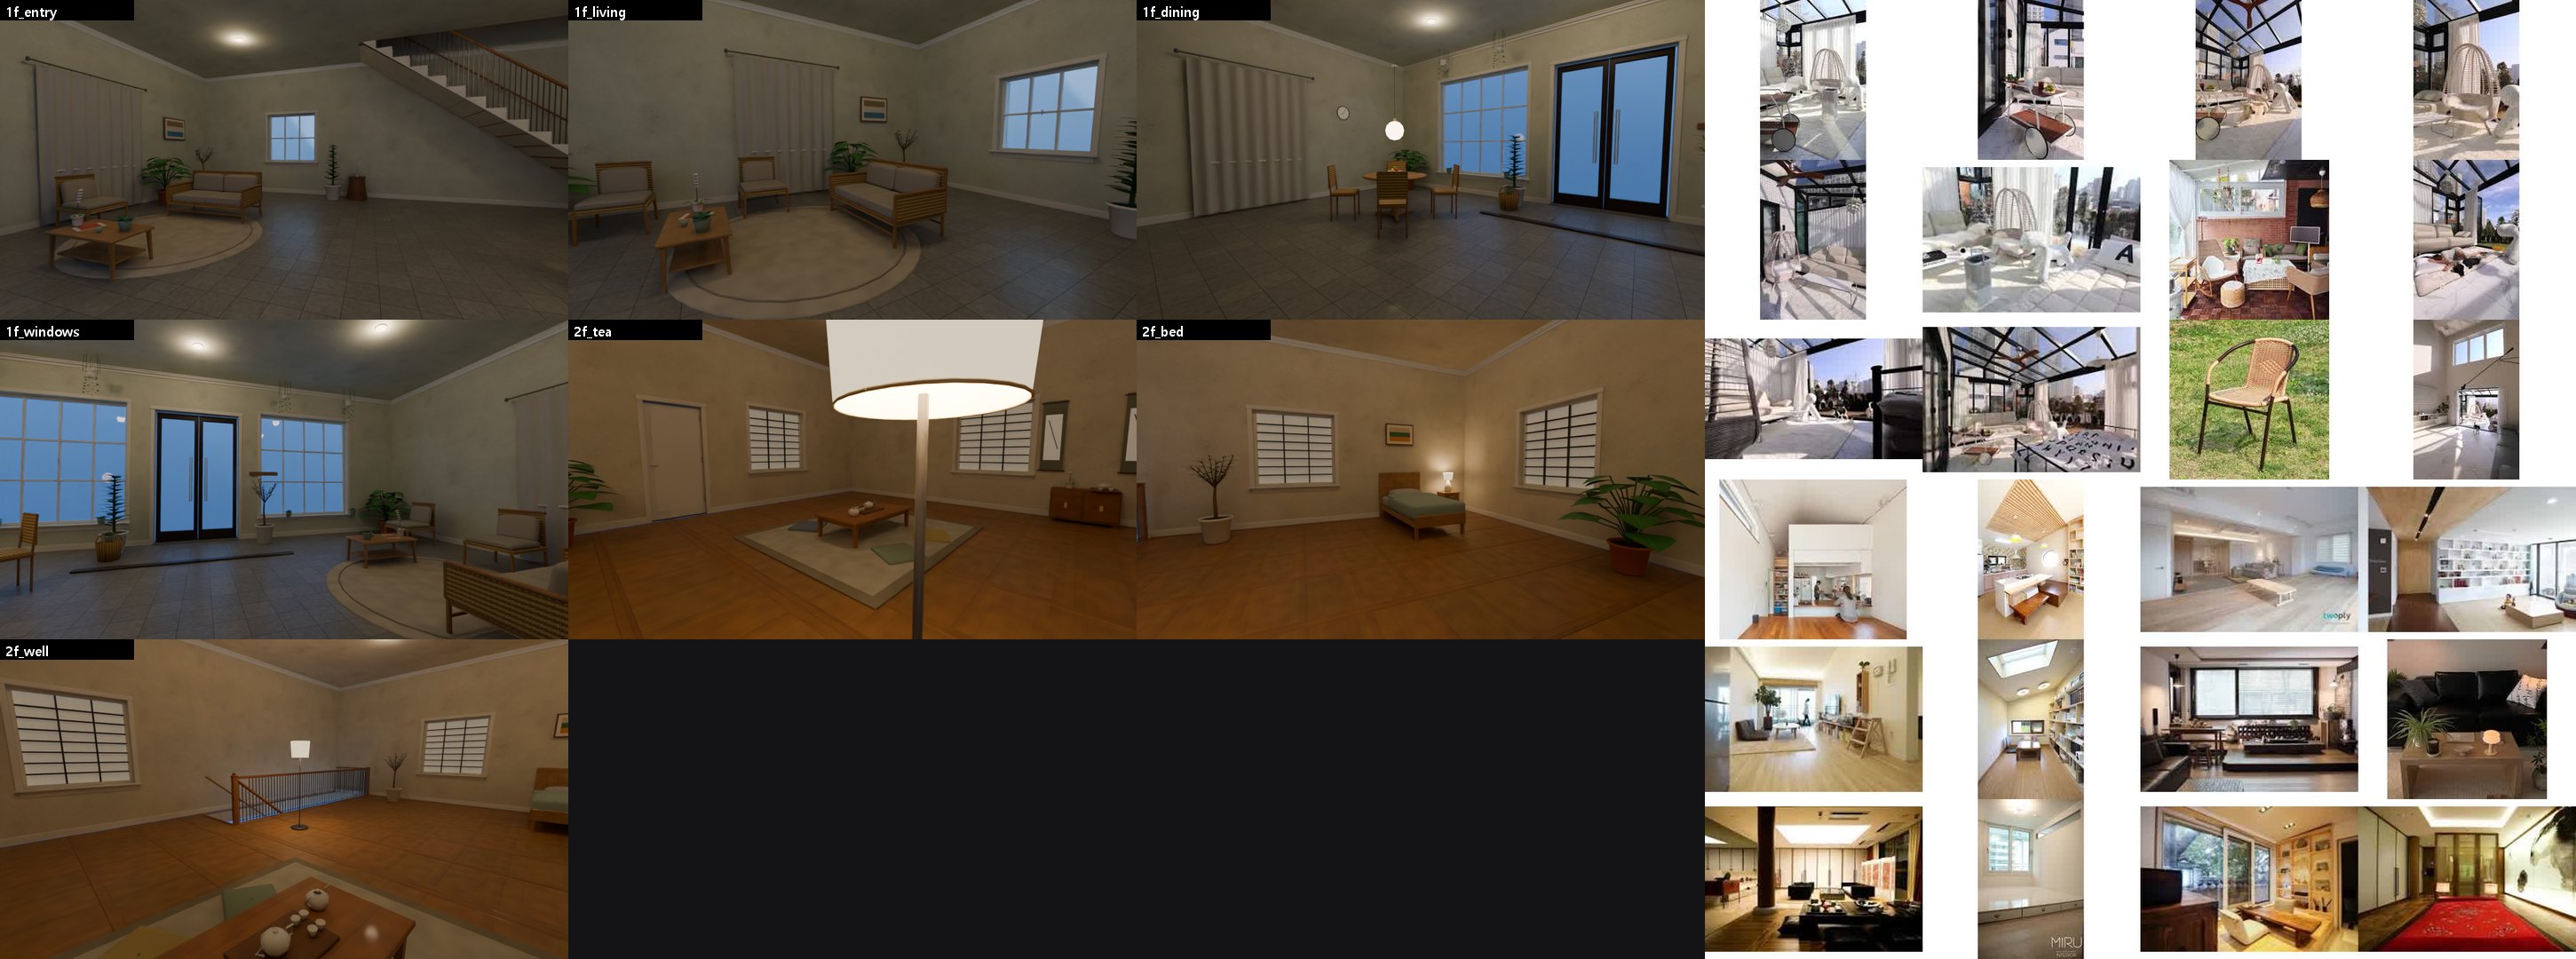 1f_entry
1f_living
1f_dining
1f_windows
2f_tea
2f_bed
2f_well
A
twoply
MIRU